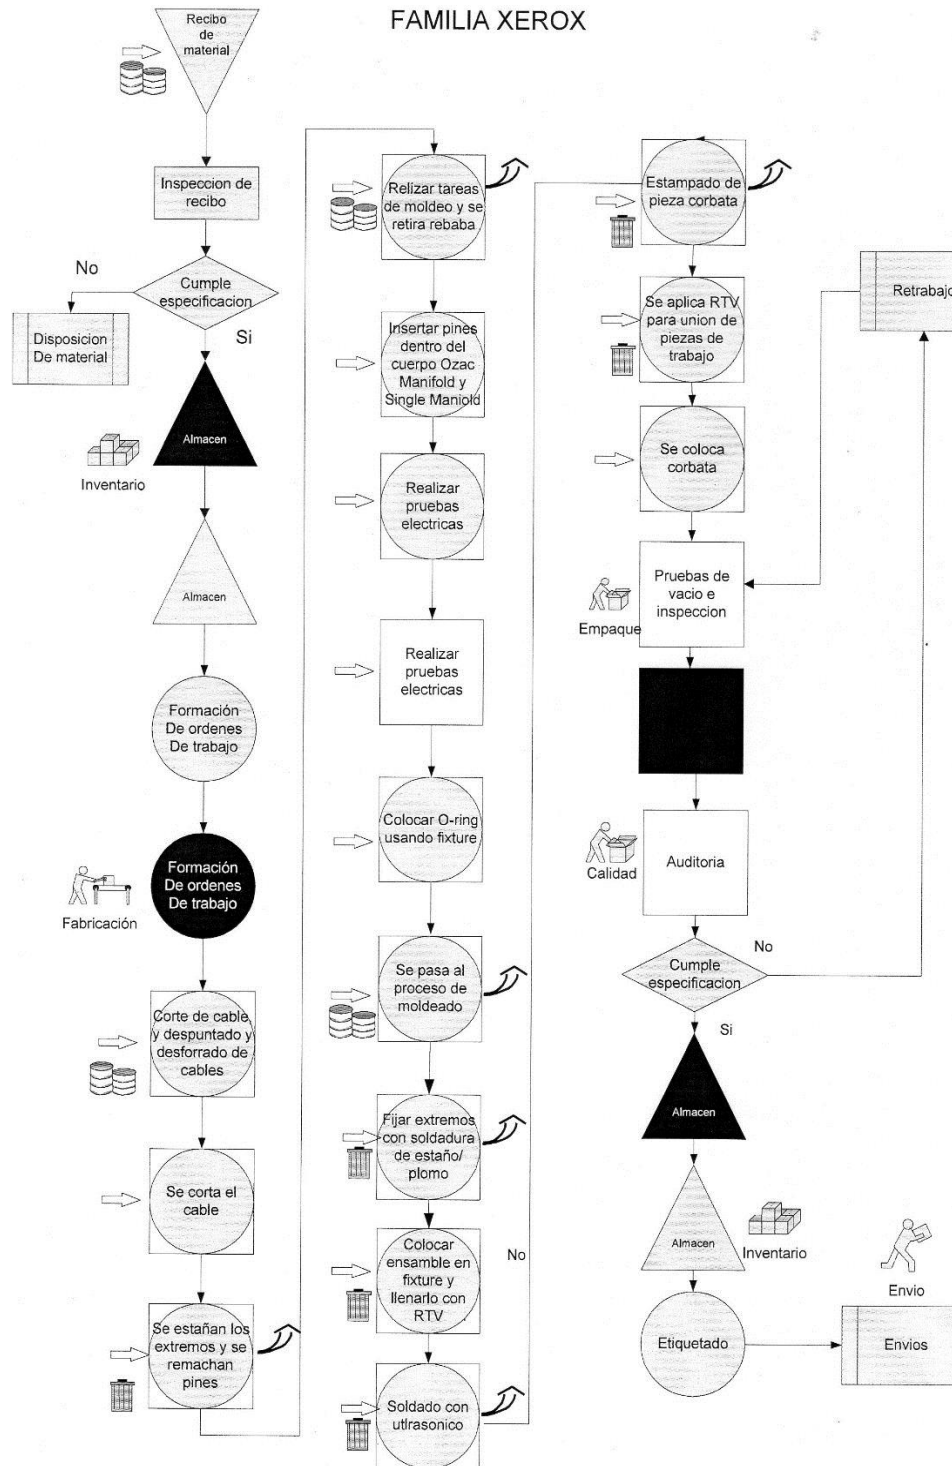 FAMILIA XEROX
Recibo
de
material
Inspeccion de
recibo
No
Cumple
especificacion
Si
Disposicion
De material
Almacen
Inventario
Almacen
Formación
De ordenes
De trabajo
Formación
De ordenes
De trabajo
Fabricación
Corte de cable
y despuntado y
desforrado de
cables
Se corta el
cable
Se estañan los
extremos y se
remachan
pines
Relizar tareas
de moldeo y se
retira rebaba
Insertar pines
dentro del
cuerpo Ozac
Manifold y
Single Maniold
Realizar
pruebas
electricas
Realizar
pruebas
electricas
Colocar O-ring
usando fixture
Se pasa al
proceso de
moldeado
Fijar extremos
con soldadura
de estaño/
plomo
Colocar
ensamble en
fixture y
llenarlo con
RTV
No
Soldado con
utlrasonico
Estampado de
pieza corbata
Se aplica RTV
para union de
piezas de
trabajo
Retrabajo
Se coloca
corbata
Pruebas de
vacio e
inspeccion
Empaque
Auditoria
Calidad
No
Cumple
especificacion
Si
Almacen
Almacen
Inventario
Envio
Etiquetado
Envios